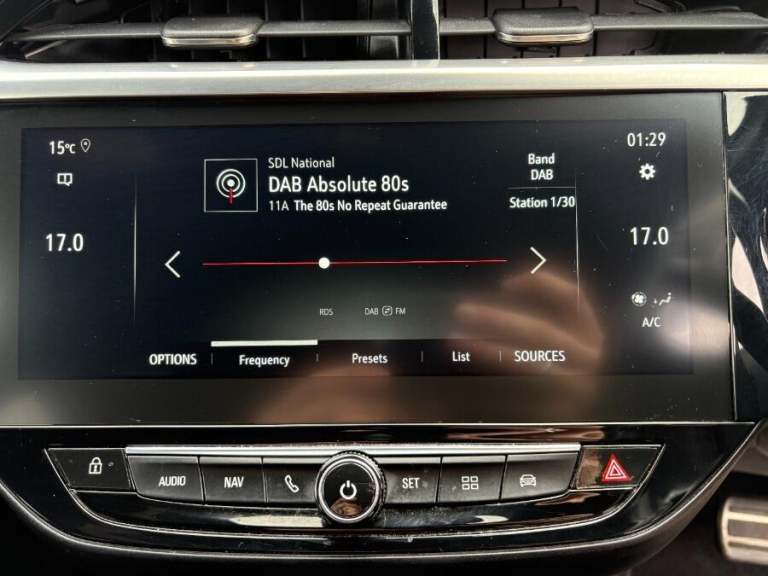 15°C
01:29
SDL National
DAB Absolute 80s
11A The 80s No Repeat Guarantee
Band
DAB
Station 1/30
17.0
17.0
RDS
DAB FM
A/C
OPTIONS
Frequency
Presets
List
SOURCES
AUDIO
NAV
SET